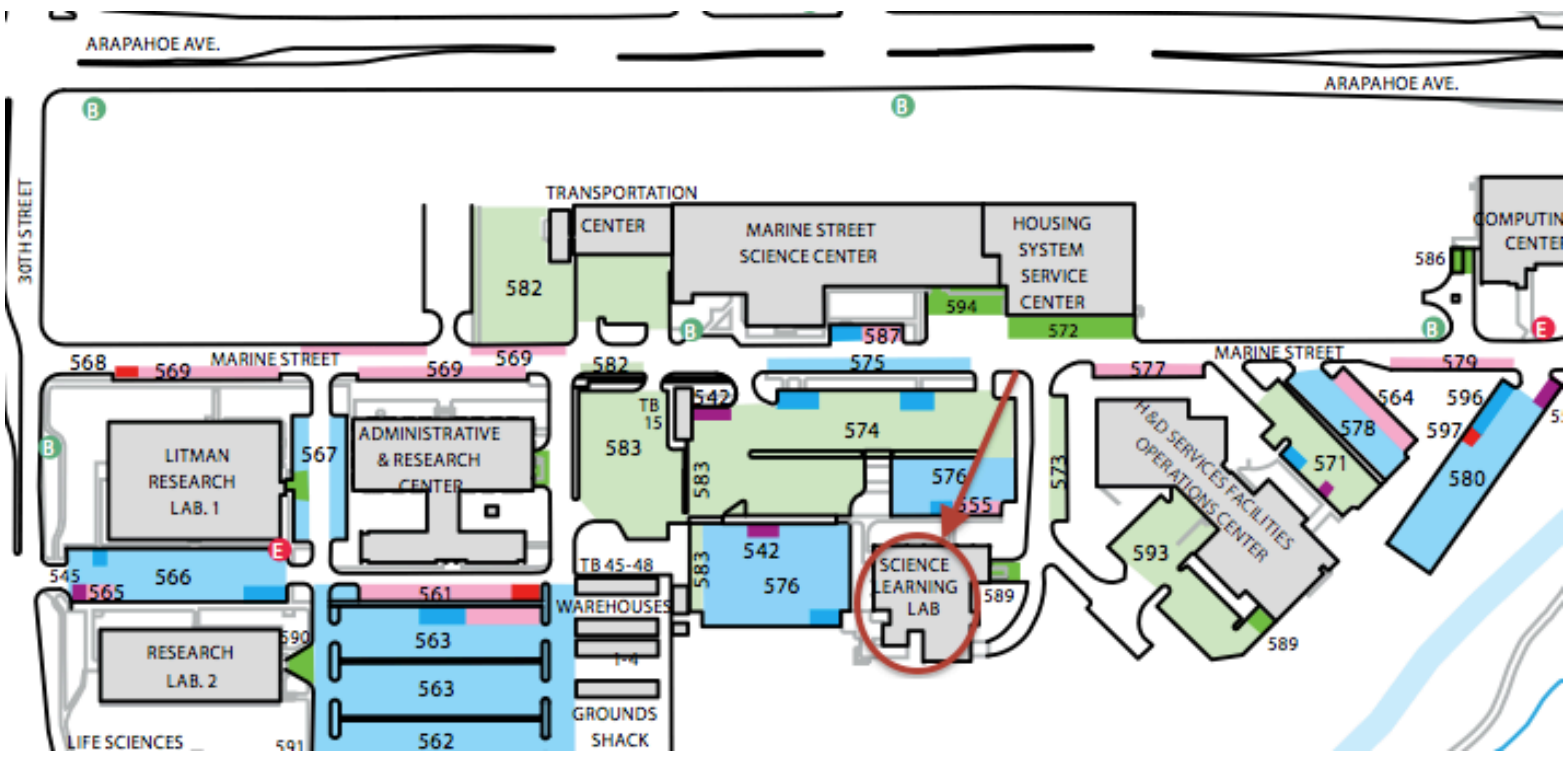 ARAPAHOE AVE.
ARAPAHOE AVE.
B
B
30TH STREET
TRANSPORTATION
CENTER
MARINE STREET
SCIENCE CENTER
HOUSING
SYSTEM
SERVICE
CENTER
COMPUTIN
CENTE
586
582
594
587
572
B
B
E
568
569
MARINE STREET
569
569
582
575
577
MARINE STREET
579
542
TB
15
564
596
597
B
LITMAN
RESEARCH
LAB. 1
567
ADMINISTRATIVE
& RESEARCH
CENTER
583
583
574
576
555
573
H&D SERVICES FACILITIES
OPERATIONS CENTER
578
571
580
E
545
566
565
TB 45-48
583
542
576
SCIENCE
LEARNING
LAB
589
593
589
561
WAREHOUSES
1-4
590
RESEARCH
LAB. 2
563
563
562
GROUNDS
SHACK
LIFE SCIENCES
591